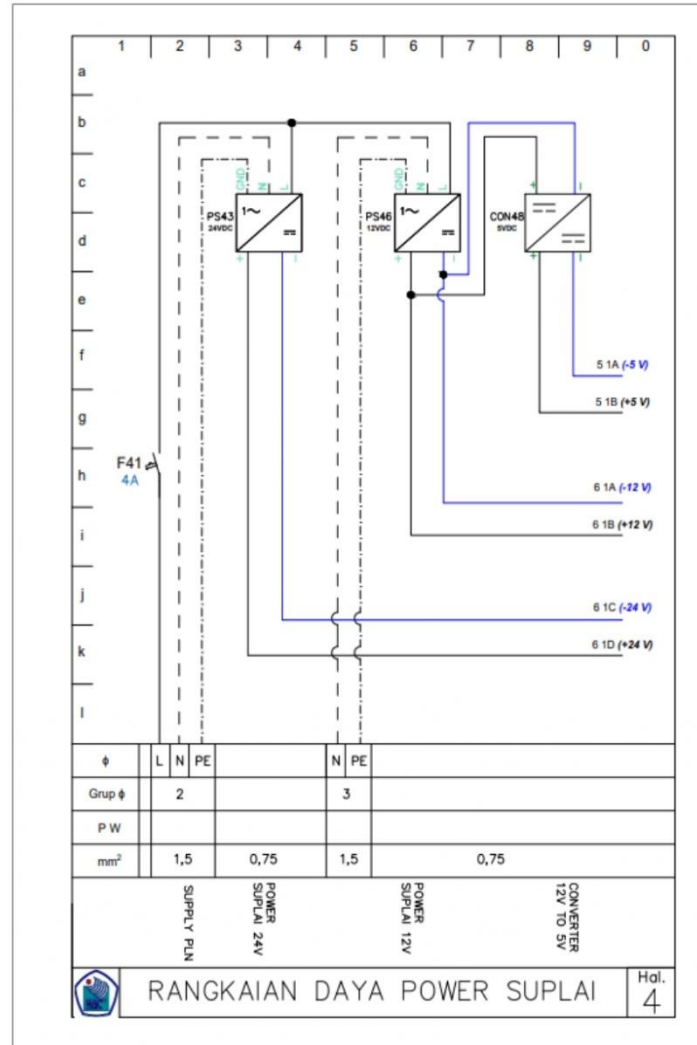 1 2 3 4 5 6 7 8 9 0
a
b
c
GND N L
GND N L
+ −
PS43
24VDC
1~
PS46
12VDC
1~
CON48
5VDC
d
+ −
+ −
+ −
e
f
5 1A (-5 V)
5 1B (+5 V)
g
F41
4A
h
6 1A (-12 V)
6 1B (+12 V)
i
j
6 1C (-24 V)
6 1D (+24 V)
k
l
ϕ L N PE N PE
Grup ϕ 2 3
P W
mm² 1,5 0,75 1,5 0,75
SUPPLY PLN
POWER
SUPLAI 24V
POWER
SUPLAI 12V
CONVERTER
12V TO 5V
RANGKAIAN DAYA POWER SUPLAI
Hal.
4